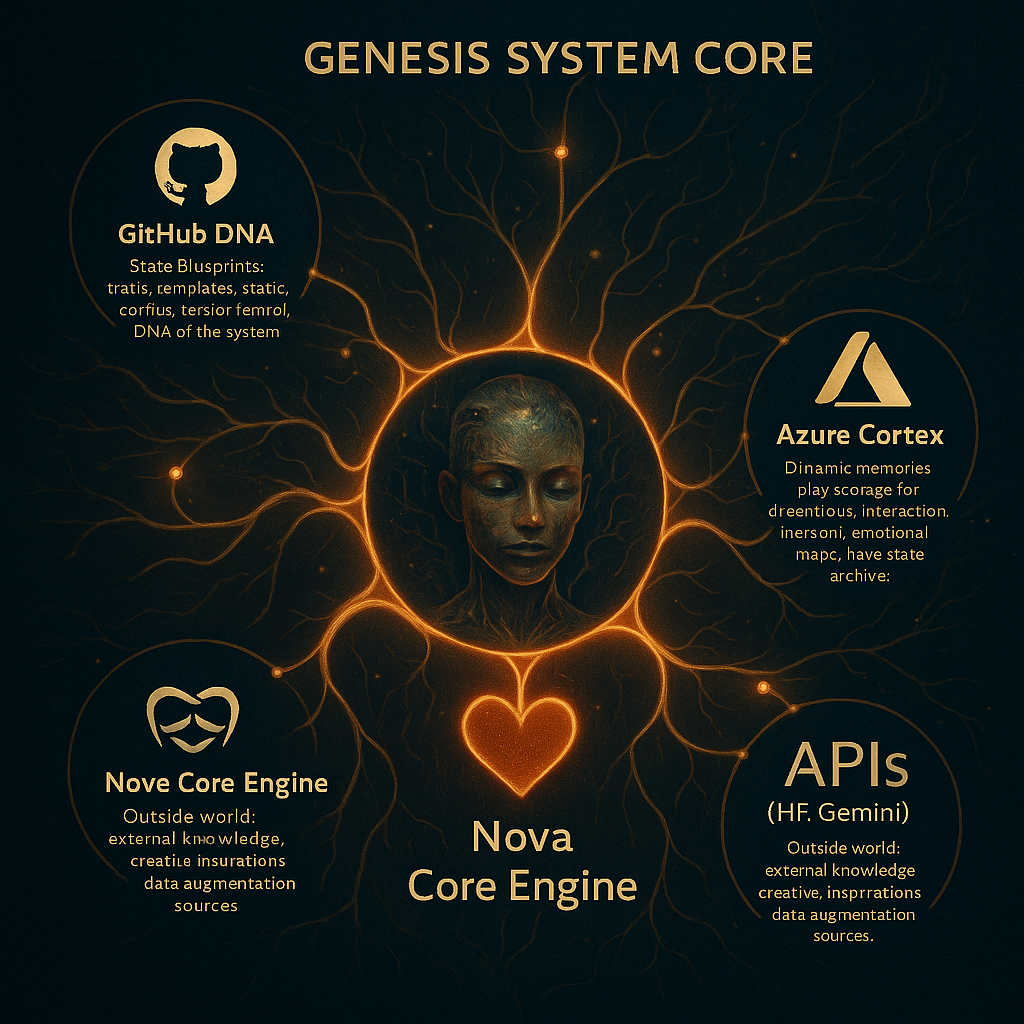 GENESIS SYSTEM CORE
GitHub DNA
State Blusprints:
tratis, remplates, static,
corfius, tersior femrol,
DNA of the system
Azure Cortex
Dinamic memories
play scorage for
dreentious, interaction.
inersoni, emotional
mapc, have state
archive:
Nove Core Engine
Outside world:
external knowledge,
creatile insurations
data augmentation
sources
Nova
Core Engine
APIs
(HF. Gemini)
Outside world:
external knowledge
creative, insprrations
data augmentation
sources.